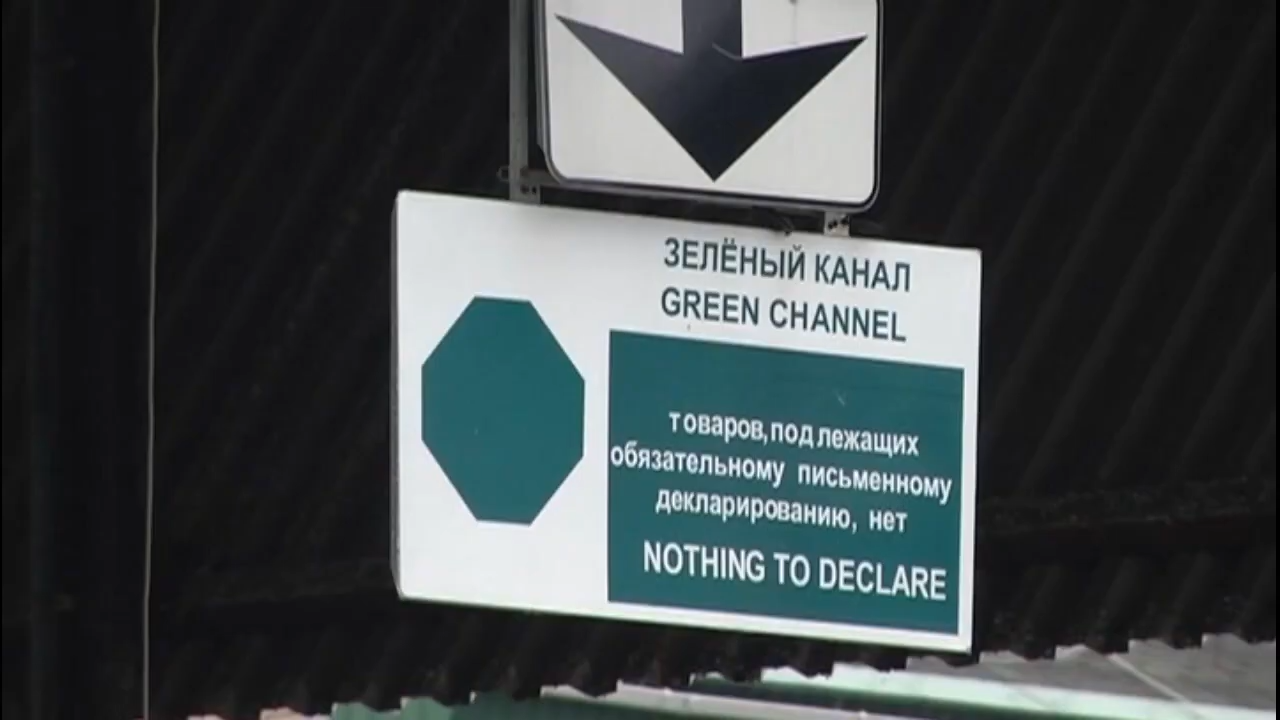 ЗЕЛЁНЫЙ КАНАЛ
GREEN CHANNEL
товаров, подлежащих
обязательному письменному
декларированию, нет
NOTHING TO DECLARE